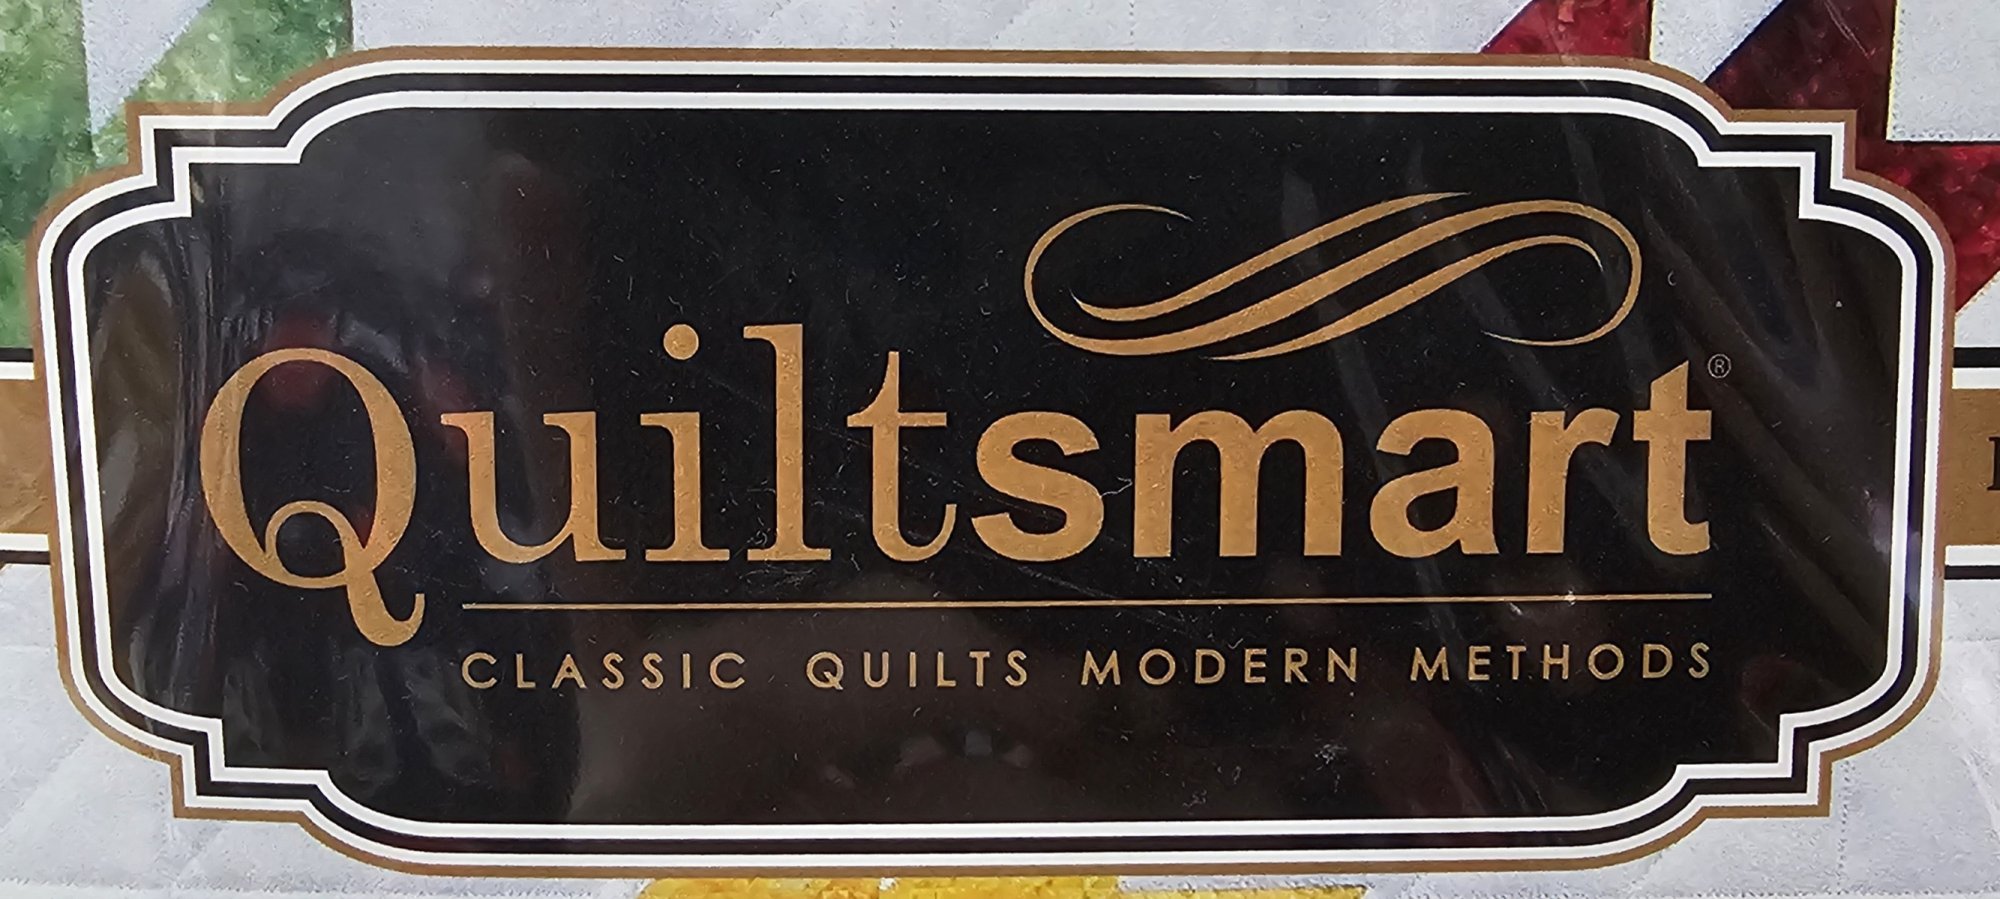 Quiltsmart®
CLASSIC QUILTS MODERN METHODS